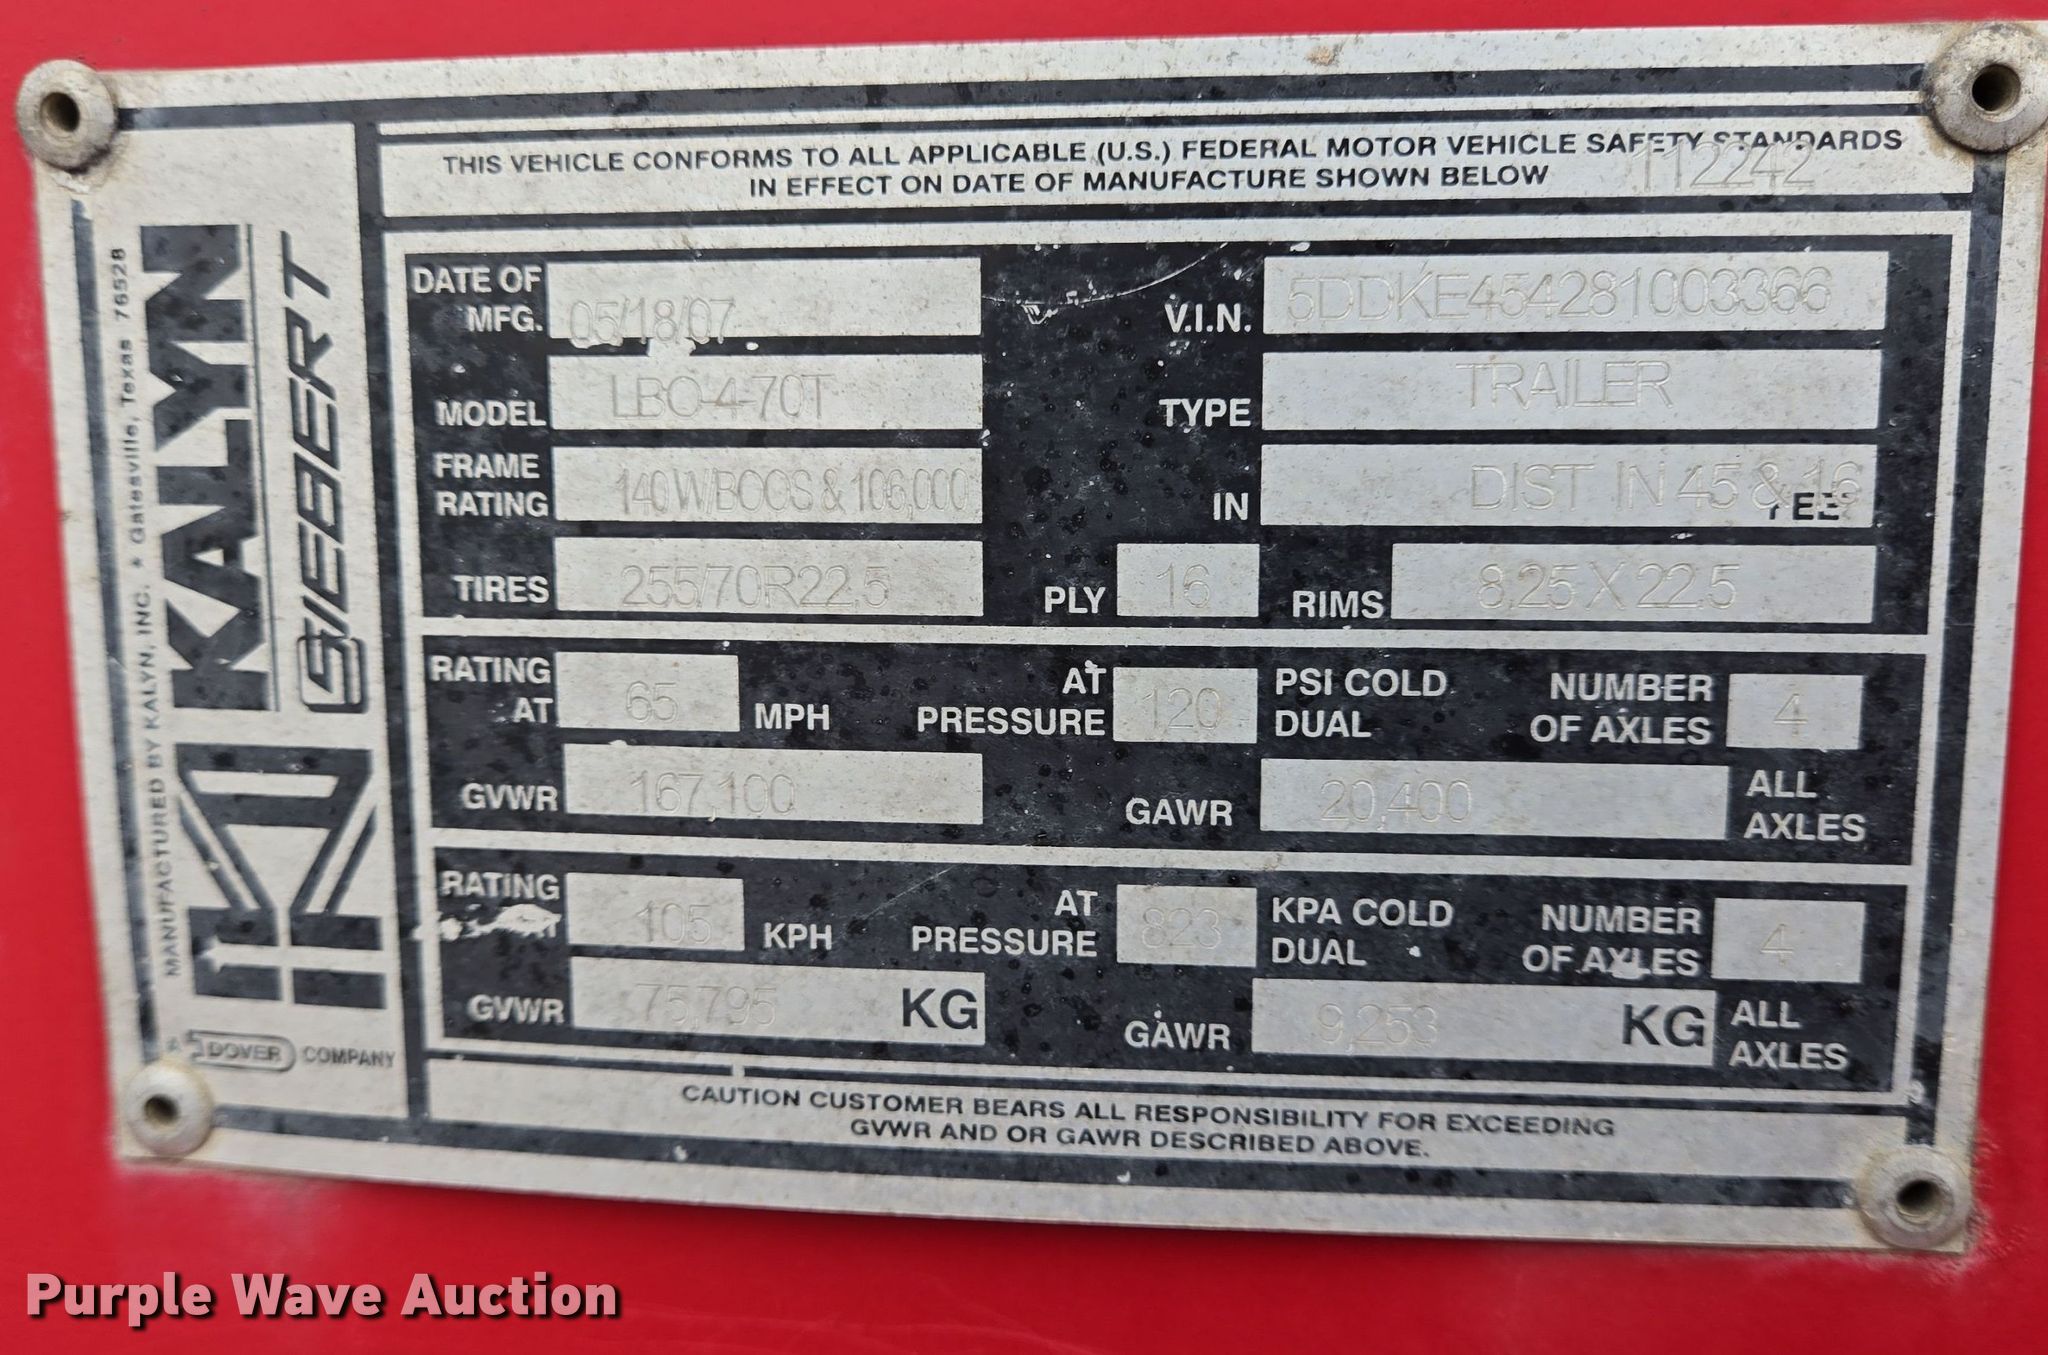 THIS VEHICLE CONFORMS TO ALL APPLICABLE (U.S.) FEDERAL MOTOR VEHICLE SAFETY STANDARDS
IN EFFECT ON DATE OF MANUFACTURE SHOWN BELOW 112242
MANUFACTURED BY KALYN, INC. ★ Gatesville, Texas 76528
KALYN
SIEBERT
DOVER COMPANY
DATE OF
MFG. 05/18/07
V.I.N. 5DDKE454281003366
MODEL LBO-4-70T
TYPE TRAILER
FRAME
RATING 140W/BOOS & 106,000
IN DIST IN 45 & 16
TIRES 255/70R22.5
PLY 16
RIMS 8.25 X 22.5
RATING
AT 65 MPH
AT
PRESSURE 120
PSI COLD
DUAL
NUMBER
OF AXLES 4
GVWR 167,100
GAWR 20,400
ALL
AXLES
RATING
AT 105 KPH
AT
PRESSURE 823
KPA COLD
DUAL
NUMBER
OF AXLES 4
GVWR 75,795 KG
GAWR 9,253 KG
ALL
AXLES
CAUTION CUSTOMER BEARS ALL RESPONSIBILITY FOR EXCEEDING
GVWR AND OR GAWR DESCRIBED ABOVE.
Purple Wave Auction